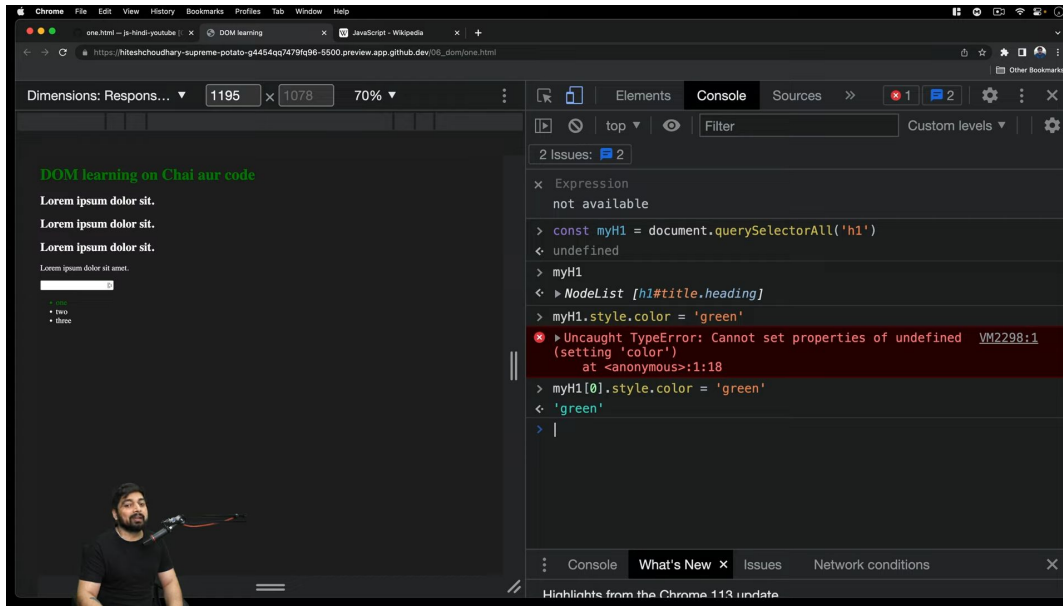 Chrome File Edit View History Bookmarks Profiles Tab Window Help
one.html — js-hindi-youtube
DOM learning
JavaScript - Wikipedia
https://hiteshchoudhary-supreme-potato-g4454qq7479fq96-5500.preview.app.github.dev/06_dom/one.html
Other Bookmarks
Dimensions: Respons... ▼ 1195 × 1078 70% ▼
Elements Console Sources » 1 2
top ▼ Filter Custom levels ▼
2 Issues: 2
DOM learning on Chai aur code
Lorem ipsum dolor sit.
Lorem ipsum dolor sit.
Lorem ipsum dolor sit.
Lorem ipsum dolor sit amet.
• one
• two
• three
× Expression
not available
> const myH1 = document.querySelectorAll('h1')
undefined
> myH1
▶ NodeList [h1#title.heading]
> myH1.style.color = 'green'
▶ Uncaught TypeError: Cannot set properties of undefined VM2298:1
(setting 'color')
at <anonymous>:1:18
> myH1[0].style.color = 'green'
'green'
>
Console What's New × Issues Network conditions
Highlights from the Chrome 113 update